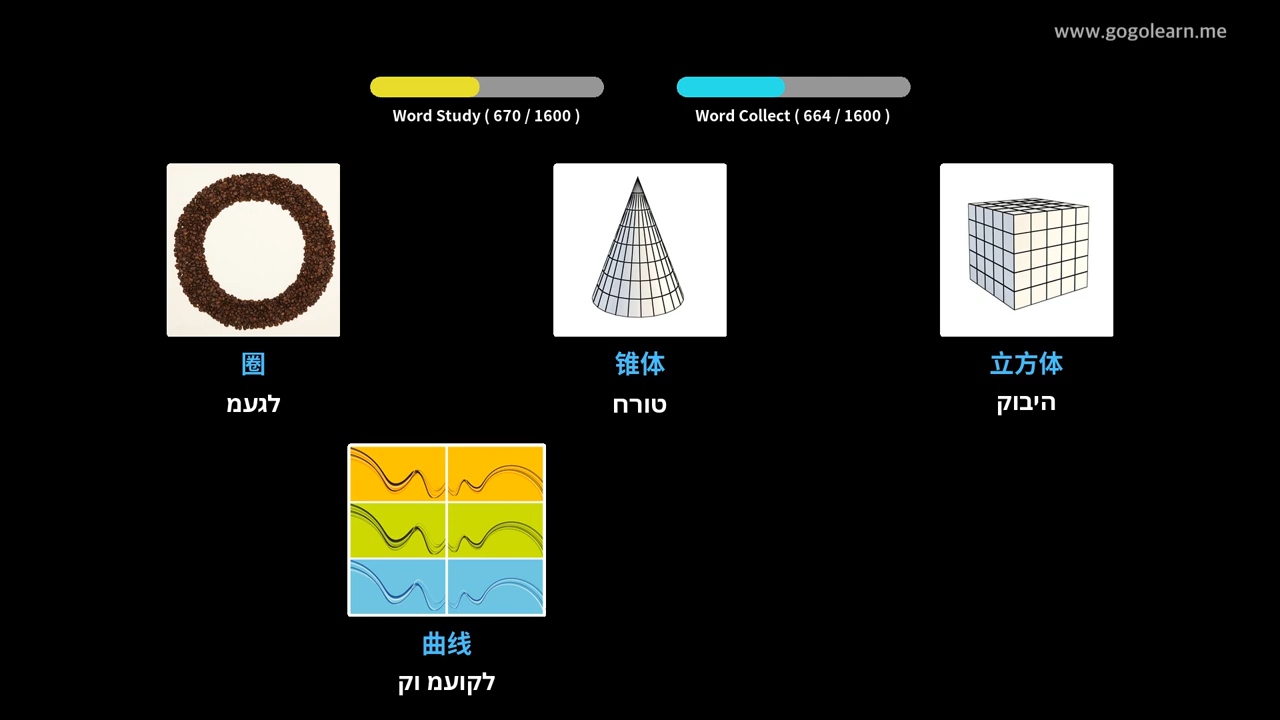 www.gogolearn.me
Word Study ( 670 / 1600 )
Word Collect ( 664 / 1600 )
圈
לגעמ
锥体
טורח
立方体
היבוק
曲线
לקועמ וק